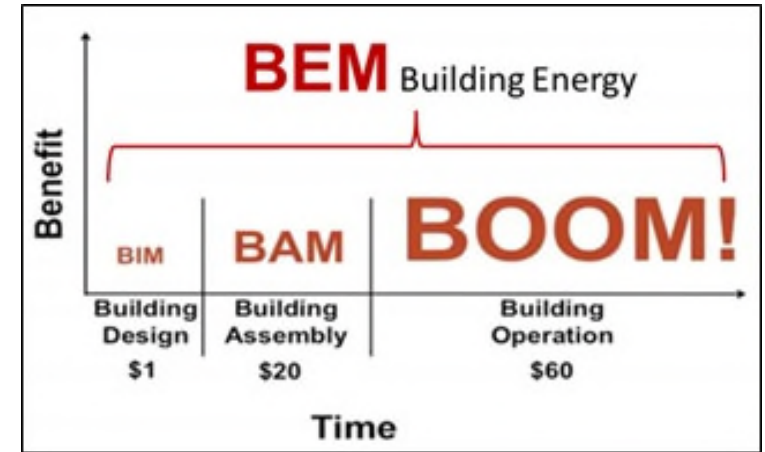 BEM Building Energy
Benefit
BIM
BAM
BOOM!
Building
Design
$1
Building
Assembly
$20
Building
Operation
$60
Time